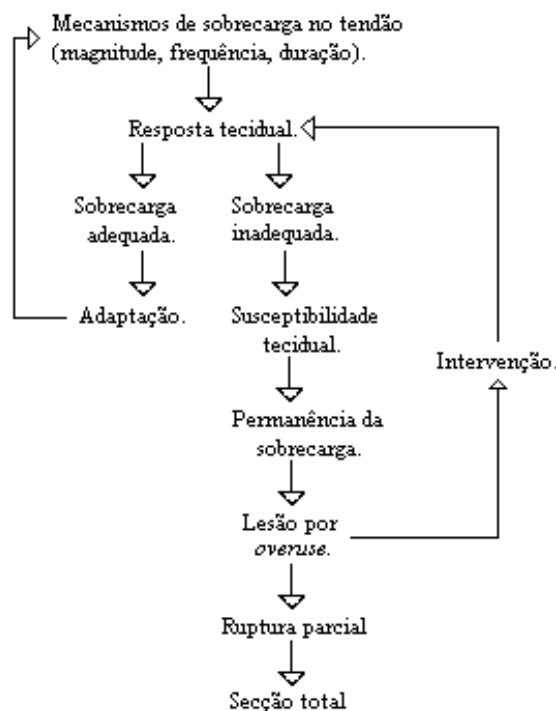 Mecanismos de sobrecarga no tendão
(magnitude, frequência, duração).
Resposta tecidual.
Sobrecarga
adequada.
Sobrecarga
inadequada.
Adaptação.
Susceptibilidade
tecidual.
Intervenção.
Permanência da
sobrecarga.
Lesão por
overuse.
Ruptura parcial
Secção total